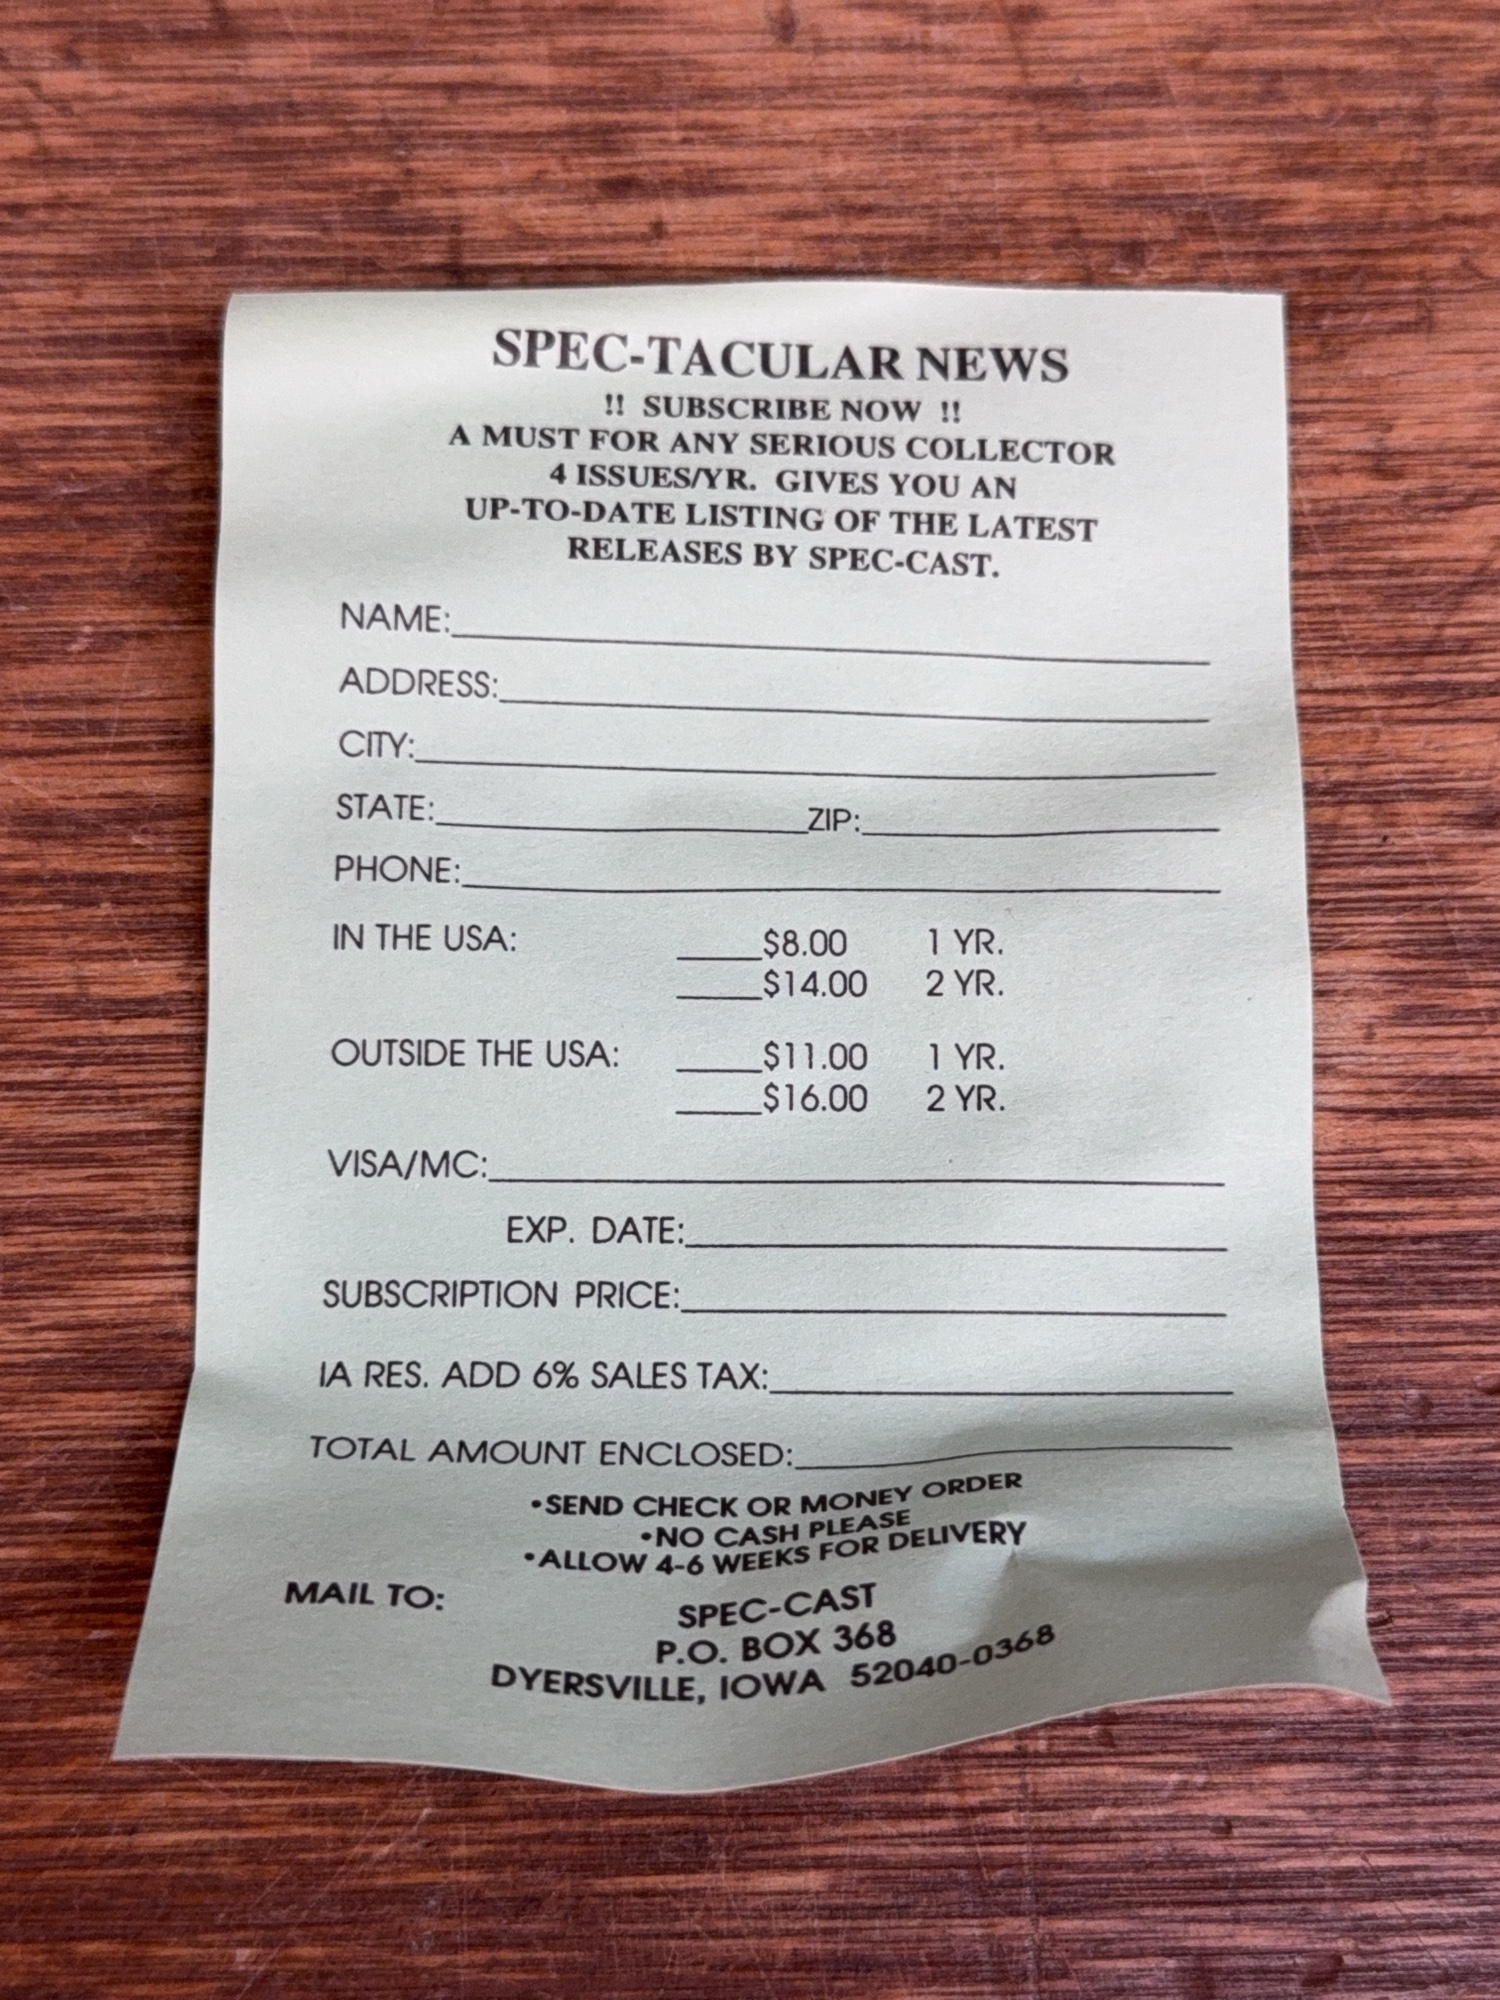 SPEC-TACULAR NEWS
!! SUBSCRIBE NOW !!
A MUST FOR ANY SERIOUS COLLECTOR
4 ISSUES/YR. GIVES YOU AN
UP-TO-DATE LISTING OF THE LATEST
RELEASES BY SPEC-CAST.
NAME:
ADDRESS:
CITY:
STATE: ZIP:
PHONE:
IN THE USA: $8.00 1 YR.
$14.00 2 YR.
OUTSIDE THE USA: $11.00 1 YR.
$16.00 2 YR.
VISA/MC:
EXP. DATE:
SUBSCRIPTION PRICE:
IA RES. ADD 6% SALES TAX:
TOTAL AMOUNT ENCLOSED:
•SEND CHECK OR MONEY ORDER
•NO CASH PLEASE
•ALLOW 4-6 WEEKS FOR DELIVERY
MAIL TO: SPEC-CAST
P.O. BOX 368
DYERSVILLE, IOWA 52040-0368